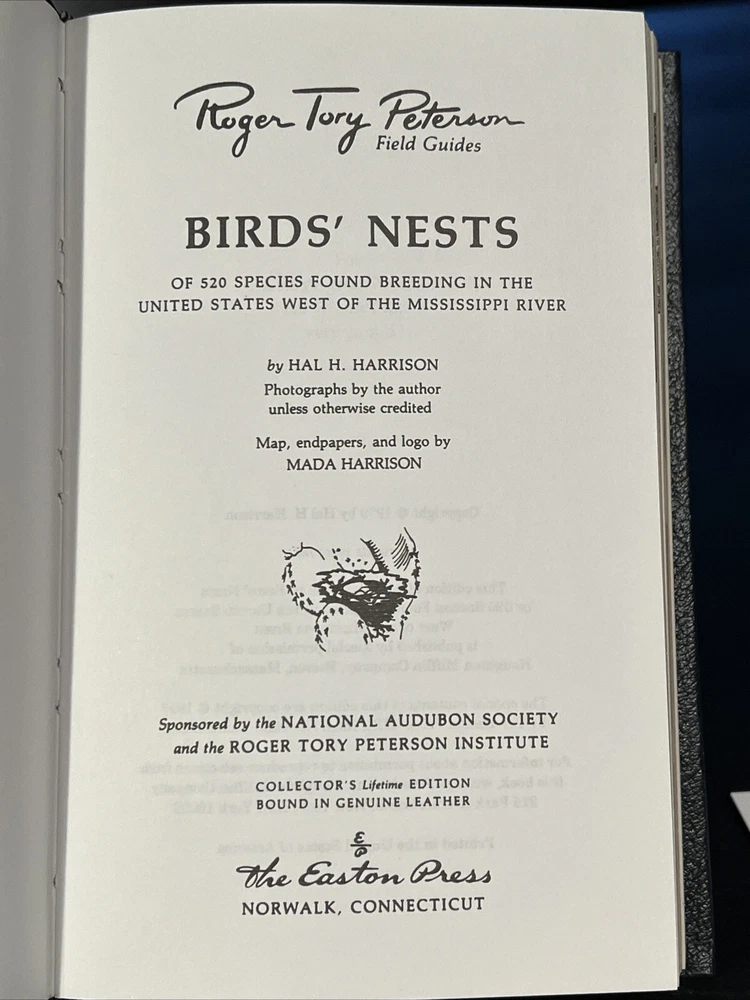 Roger Tory Peterson
Field Guides
BIRDS' NESTS
OF 520 SPECIES FOUND BREEDING IN THE
UNITED STATES WEST OF THE MISSISSIPPI RIVER
by HAL H. HARRISON
Photographs by the author
unless otherwise credited
Map, endpapers, and logo by
MADA HARRISON
Sponsored by the NATIONAL AUDUBON SOCIETY
and the ROGER TORY PETERSON INSTITUTE
COLLECTOR'S Lifetime EDITION
BOUND IN GENUINE LEATHER
E/P
The Easton Press
NORWALK, CONNECTICUT